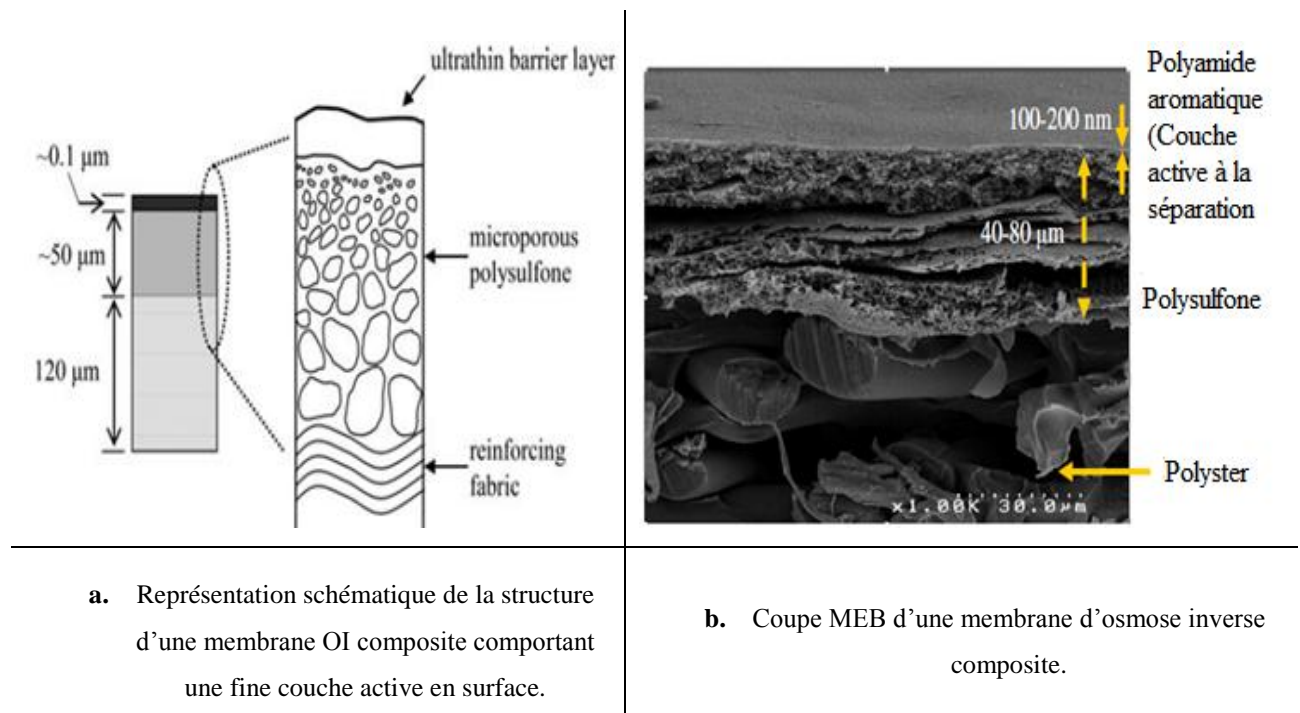 ultrathin barrier layer
~0.1 µm
~50 µm
120 µm
microporous
polysulfone
reinforcing
fabric
100-200 nm
40-80 µm
x1.00K 30.0µm
Polyamide
aromatique
(Couche
active à la
séparation
Polysulfone
Polyster
a. Représentation schématique de la structure
d’une membrane OI composite comportant
une fine couche active en surface.
b. Coupe MEB d’une membrane d’osmose inverse
composite.